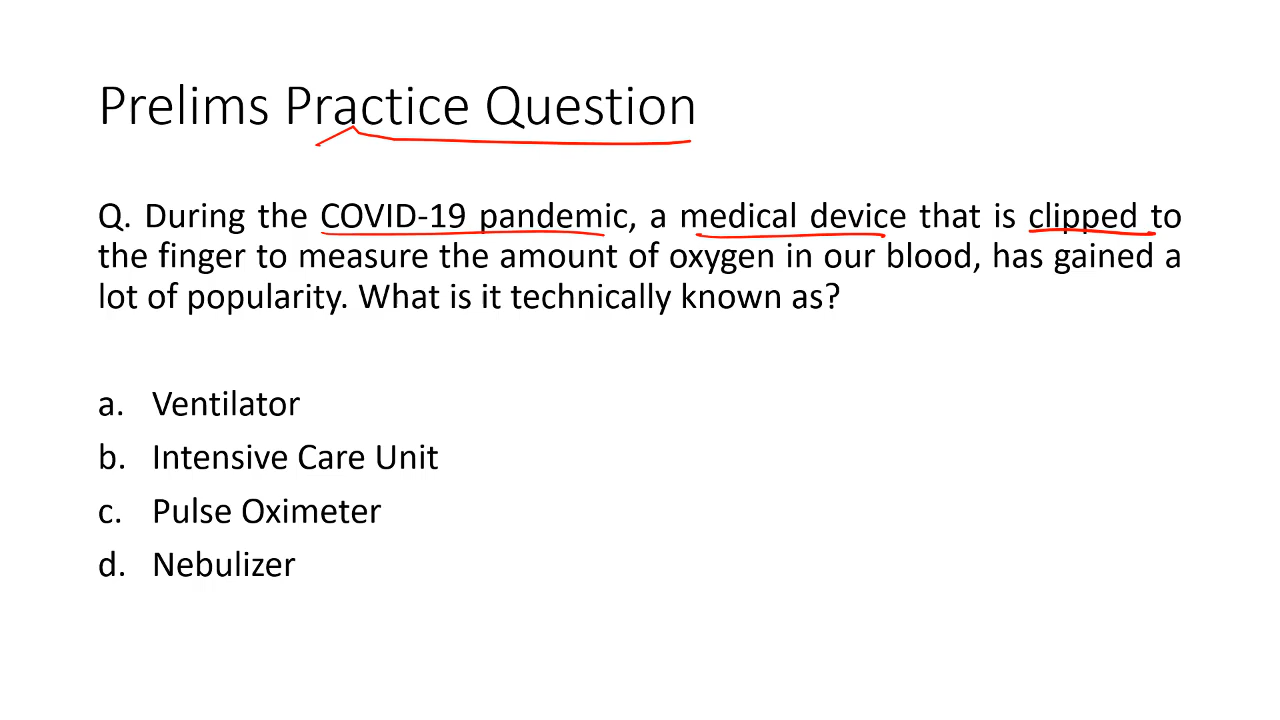 Prelims Practice Question
Q. During the COVID-19 pandemic, a medical device that is clipped to
the finger to measure the amount of oxygen in our blood, has gained a
lot of popularity. What is it technically known as?
a. Ventilator
b. Intensive Care Unit
c. Pulse Oximeter
d. Nebulizer